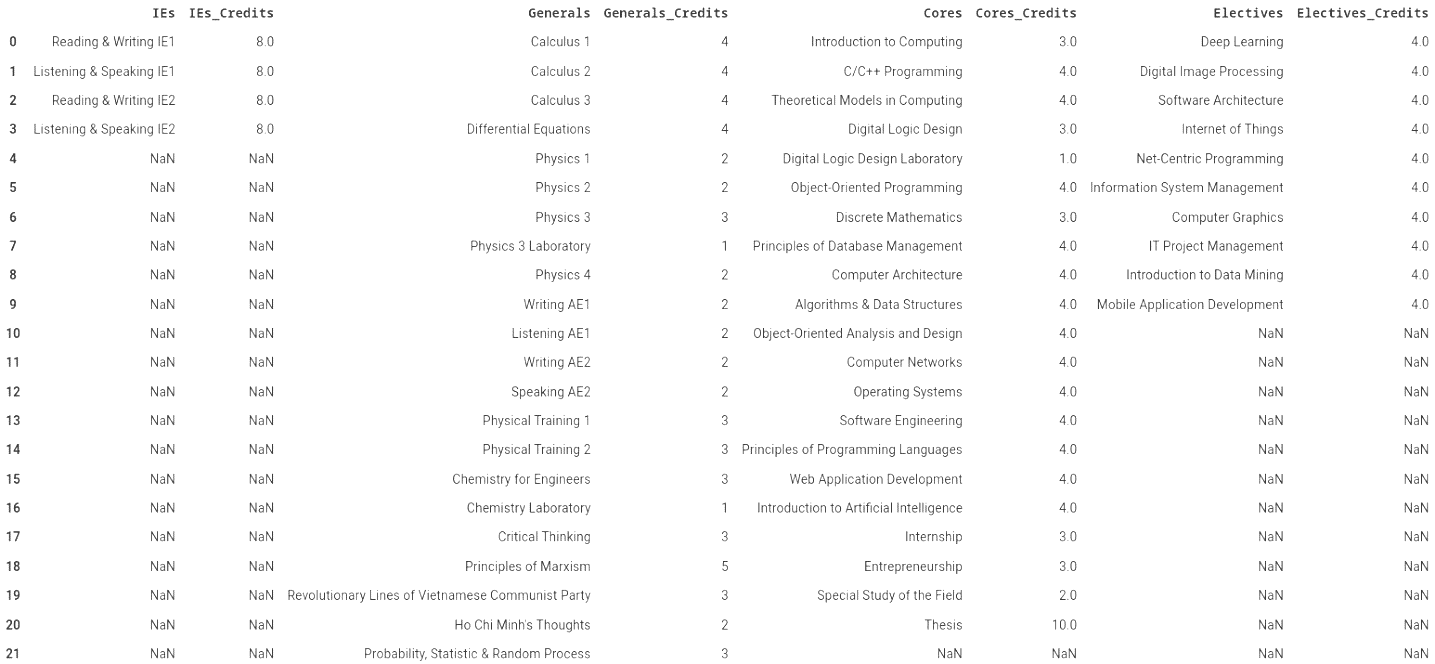 IEs IEs_Credits Generals Generals_Credits Cores Cores_Credits Electives Electives_Credits
0 Reading & Writing IE1 8.0 Calculus 1 4 Introduction to Computing 3.0 Deep Learning 4.0
1 Listening & Speaking IE1 8.0 Calculus 2 4 C/C++ Programming 4.0 Digital Image Processing 4.0
2 Reading & Writing IE2 8.0 Calculus 3 4 Theoretical Models in Computing 4.0 Software Architecture 4.0
3 Listening & Speaking IE2 8.0 Differential Equations 4 Digital Logic Design 3.0 Internet of Things 4.0
4 NaN NaN Physics 1 2 Digital Logic Design Laboratory 1.0 Net-Centric Programming 4.0
5 NaN NaN Physics 2 2 Object-Oriented Programming 4.0 Information System Management 4.0
6 NaN NaN Physics 3 3 Discrete Mathematics 3.0 Computer Graphics 4.0
7 NaN NaN Physics 3 Laboratory 1 Principles of Database Management 4.0 IT Project Management 4.0
8 NaN NaN Physics 4 2 Computer Architecture 4.0 Introduction to Data Mining 4.0
9 NaN NaN Writing AE1 2 Algorithms & Data Structures 4.0 Mobile Application Development 4.0
10 NaN NaN Listening AE1 2 Object-Oriented Analysis and Design 4.0 NaN NaN
11 NaN NaN Writing AE2 2 Computer Networks 4.0 NaN NaN
12 NaN NaN Speaking AE2 2 Operating Systems 4.0 NaN NaN
13 NaN NaN Physical Training 1 3 Software Engineering 4.0 NaN NaN
14 NaN NaN Physical Training 2 3 Principles of Programming Languages 4.0 NaN NaN
15 NaN NaN Chemistry for Engineers 3 Web Application Development 4.0 NaN NaN
16 NaN NaN Chemistry Laboratory 1 Introduction to Artificial Intelligence 4.0 NaN NaN
17 NaN NaN Critical Thinking 3 Internship 3.0 NaN NaN
18 NaN NaN Principles of Marxism 5 Entrepreneurship 3.0 NaN NaN
19 NaN NaN Revolutionary Lines of Vietnamese Communist Party 3 Special Study of the Field 2.0 NaN NaN
20 NaN NaN Ho Chi Minh's Thoughts 2 Thesis 10.0 NaN NaN
21 NaN NaN Probability, Statistic & Random Process 3 NaN NaN NaN NaN